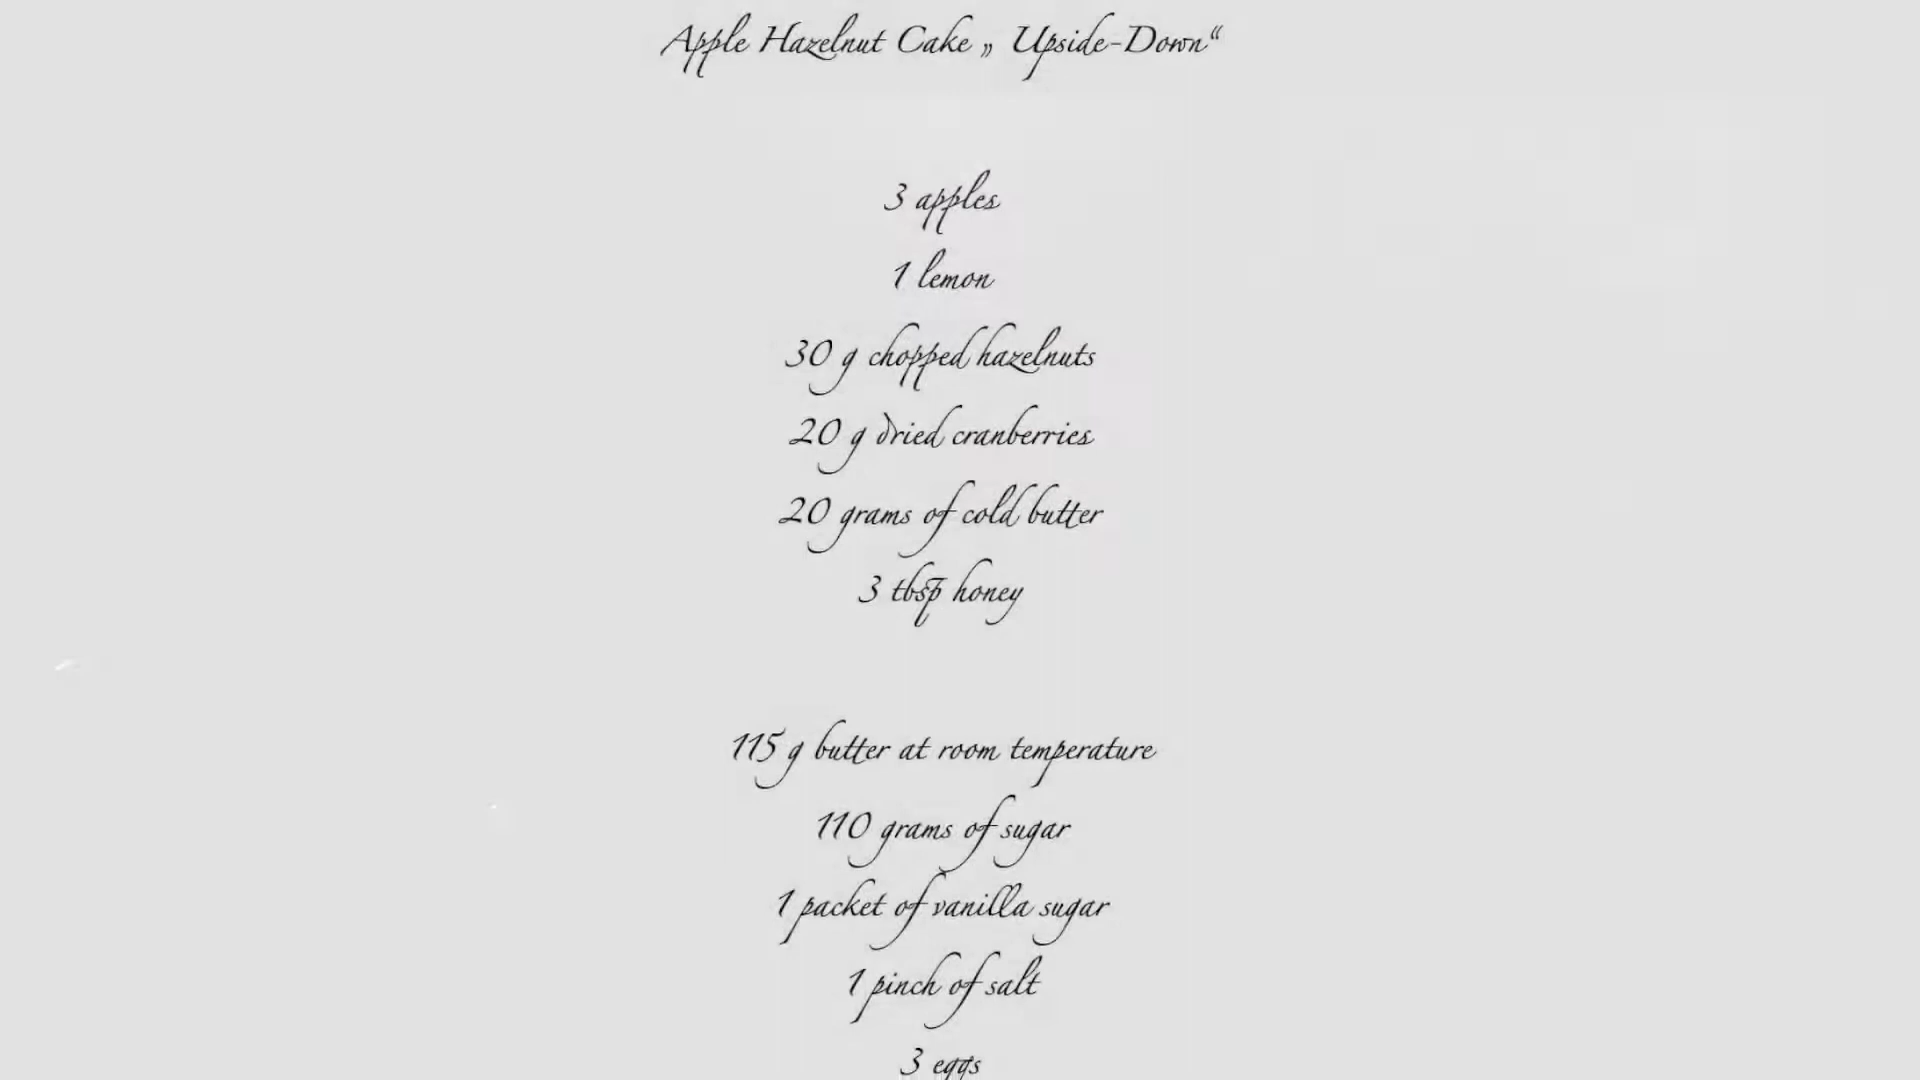 Apple Hazelnut Cake „ Upside-Down“
3 apples
1 lemon
30 g chopped hazelnuts
20 g dried cranberries
20 grams of cold butter
3 tbsp honey
115 g butter at room temperature
110 grams of sugar
1 packet of vanilla sugar
1 pinch of salt
3 eggs